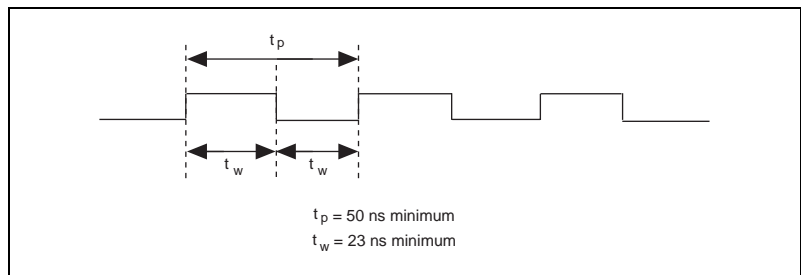 t p
t w t w
t p = 50 ns minimum
t w = 23 ns minimum